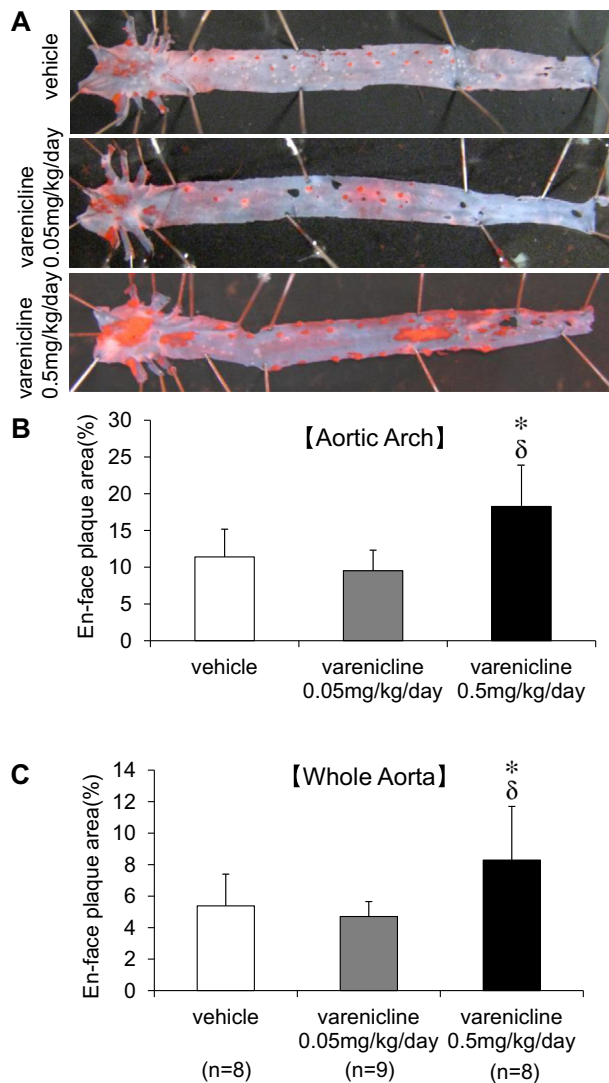 A
vehicle
varenicline
0.05mg/kg/day
varenicline
0.5mg/kg/day
B
【Aortic Arch】
En-face plaque area(%)
30
25
20
15
10
5
0
*
δ
vehicle
varenicline
0.05mg/kg/day
varenicline
0.5mg/kg/day
C
【Whole Aorta】
En-face plaque area(%)
14
12
10
8
6
4
2
0
*
δ
vehicle
varenicline
0.05mg/kg/day
varenicline
0.5mg/kg/day
(n=8)
(n=9)
(n=8)